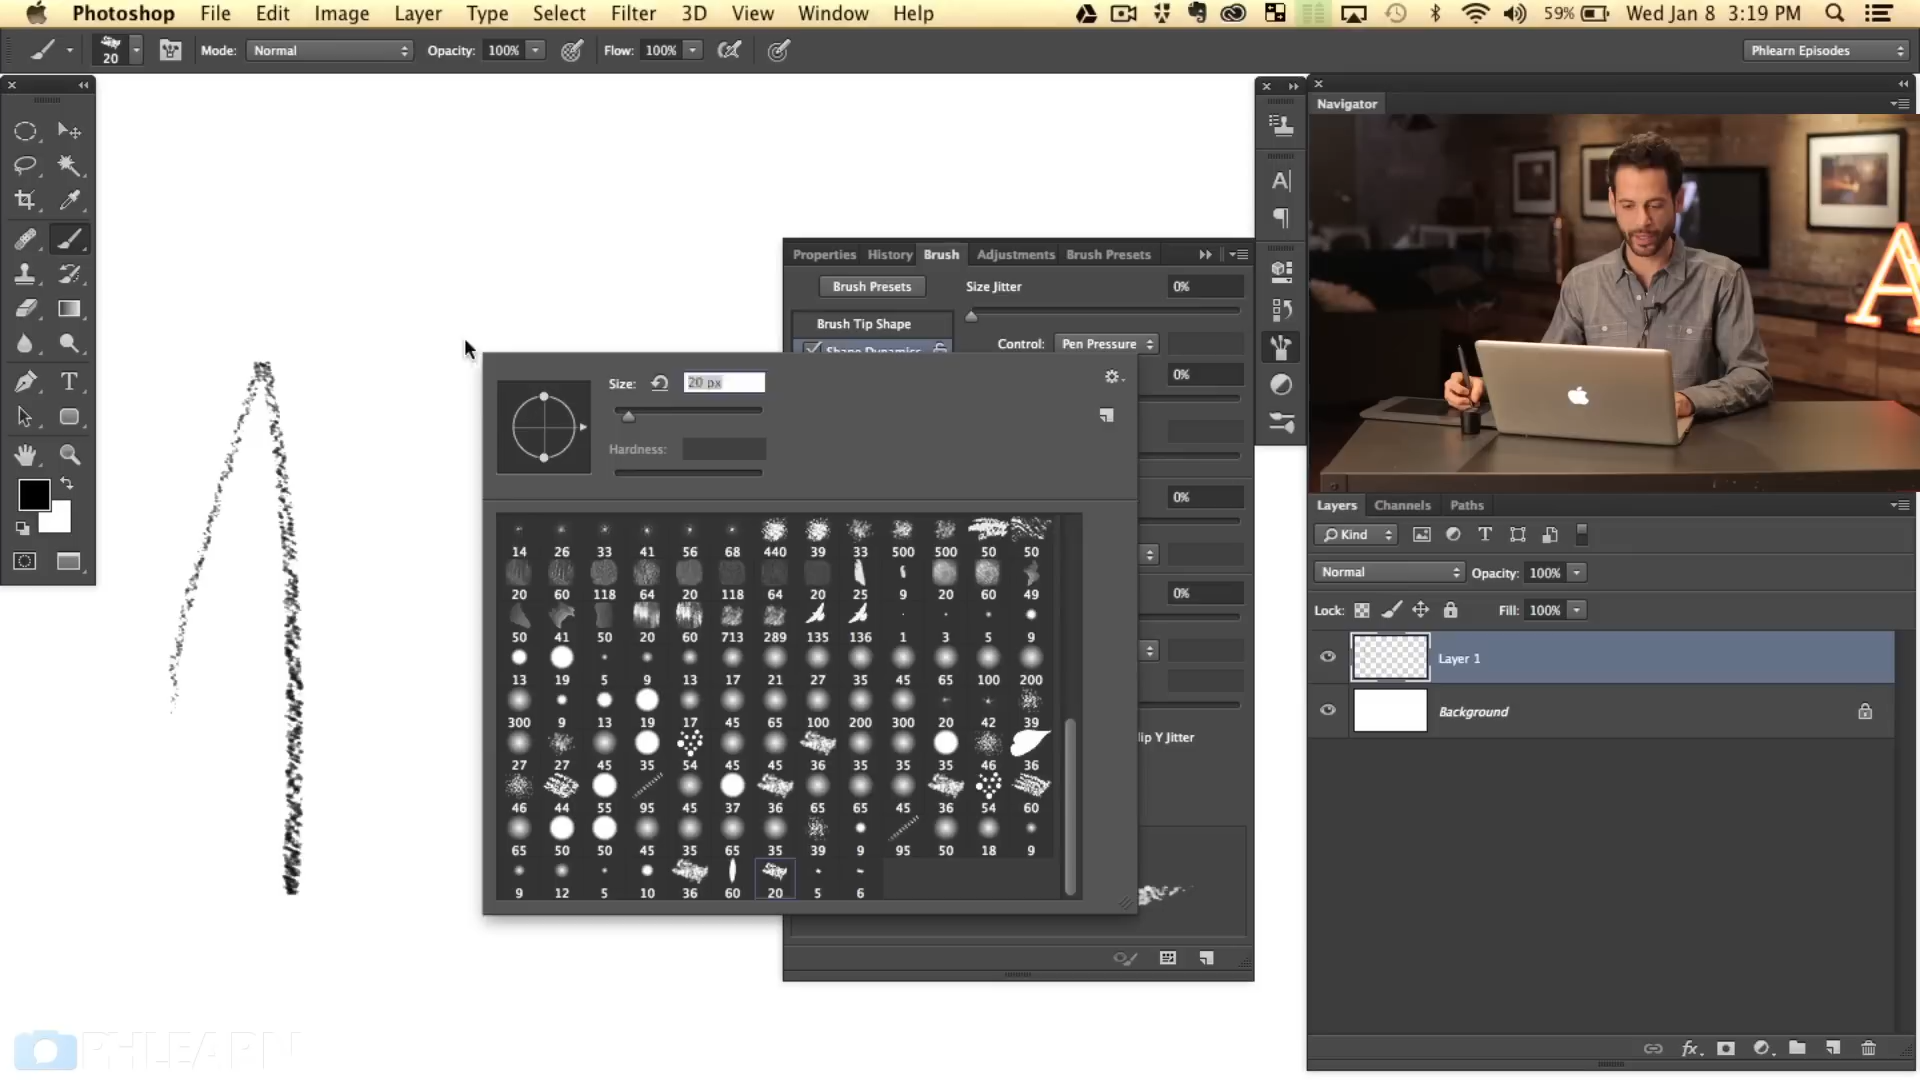 Photoshop File Edit Image Layer Type Select Filter 3D View Window Help 59% Wed Jan 8 3:19 PM
20 Mode: Normal Opacity: 100% Flow: 100% Phlearn Episodes
Navigator
Properties History Brush Adjustments Brush Presets
Brush Presets Size Jitter 0%
Brush Tip Shape
Shape Dynamics Control: Pen Pressure
0%
Size: 20 px
Hardness:
0%
0%
14 26 33 41 56 68 440 39 33 500 500 50 50
20 60 118 64 20 118 64 20 25 9 20 60 49
50 41 50 20 60 713 289 135 136 1 3 5 9
13 19 5 9 13 17 21 27 35 45 65 100 200
300 9 13 19 17 45 65 100 200 300 20 42 39
27 27 45 35 54 45 45 36 35 35 35 46 36
46 44 55 95 45 37 36 65 65 45 36 54 60
65 50 50 45 35 65 35 39 9 95 50 18 9
9 12 5 10 36 60 20 5 6
lip Y Jitter
A
Layers Channels Paths
Kind
Normal Opacity: 100%
Lock: Fill: 100%
Layer 1
Background
PHLEARN